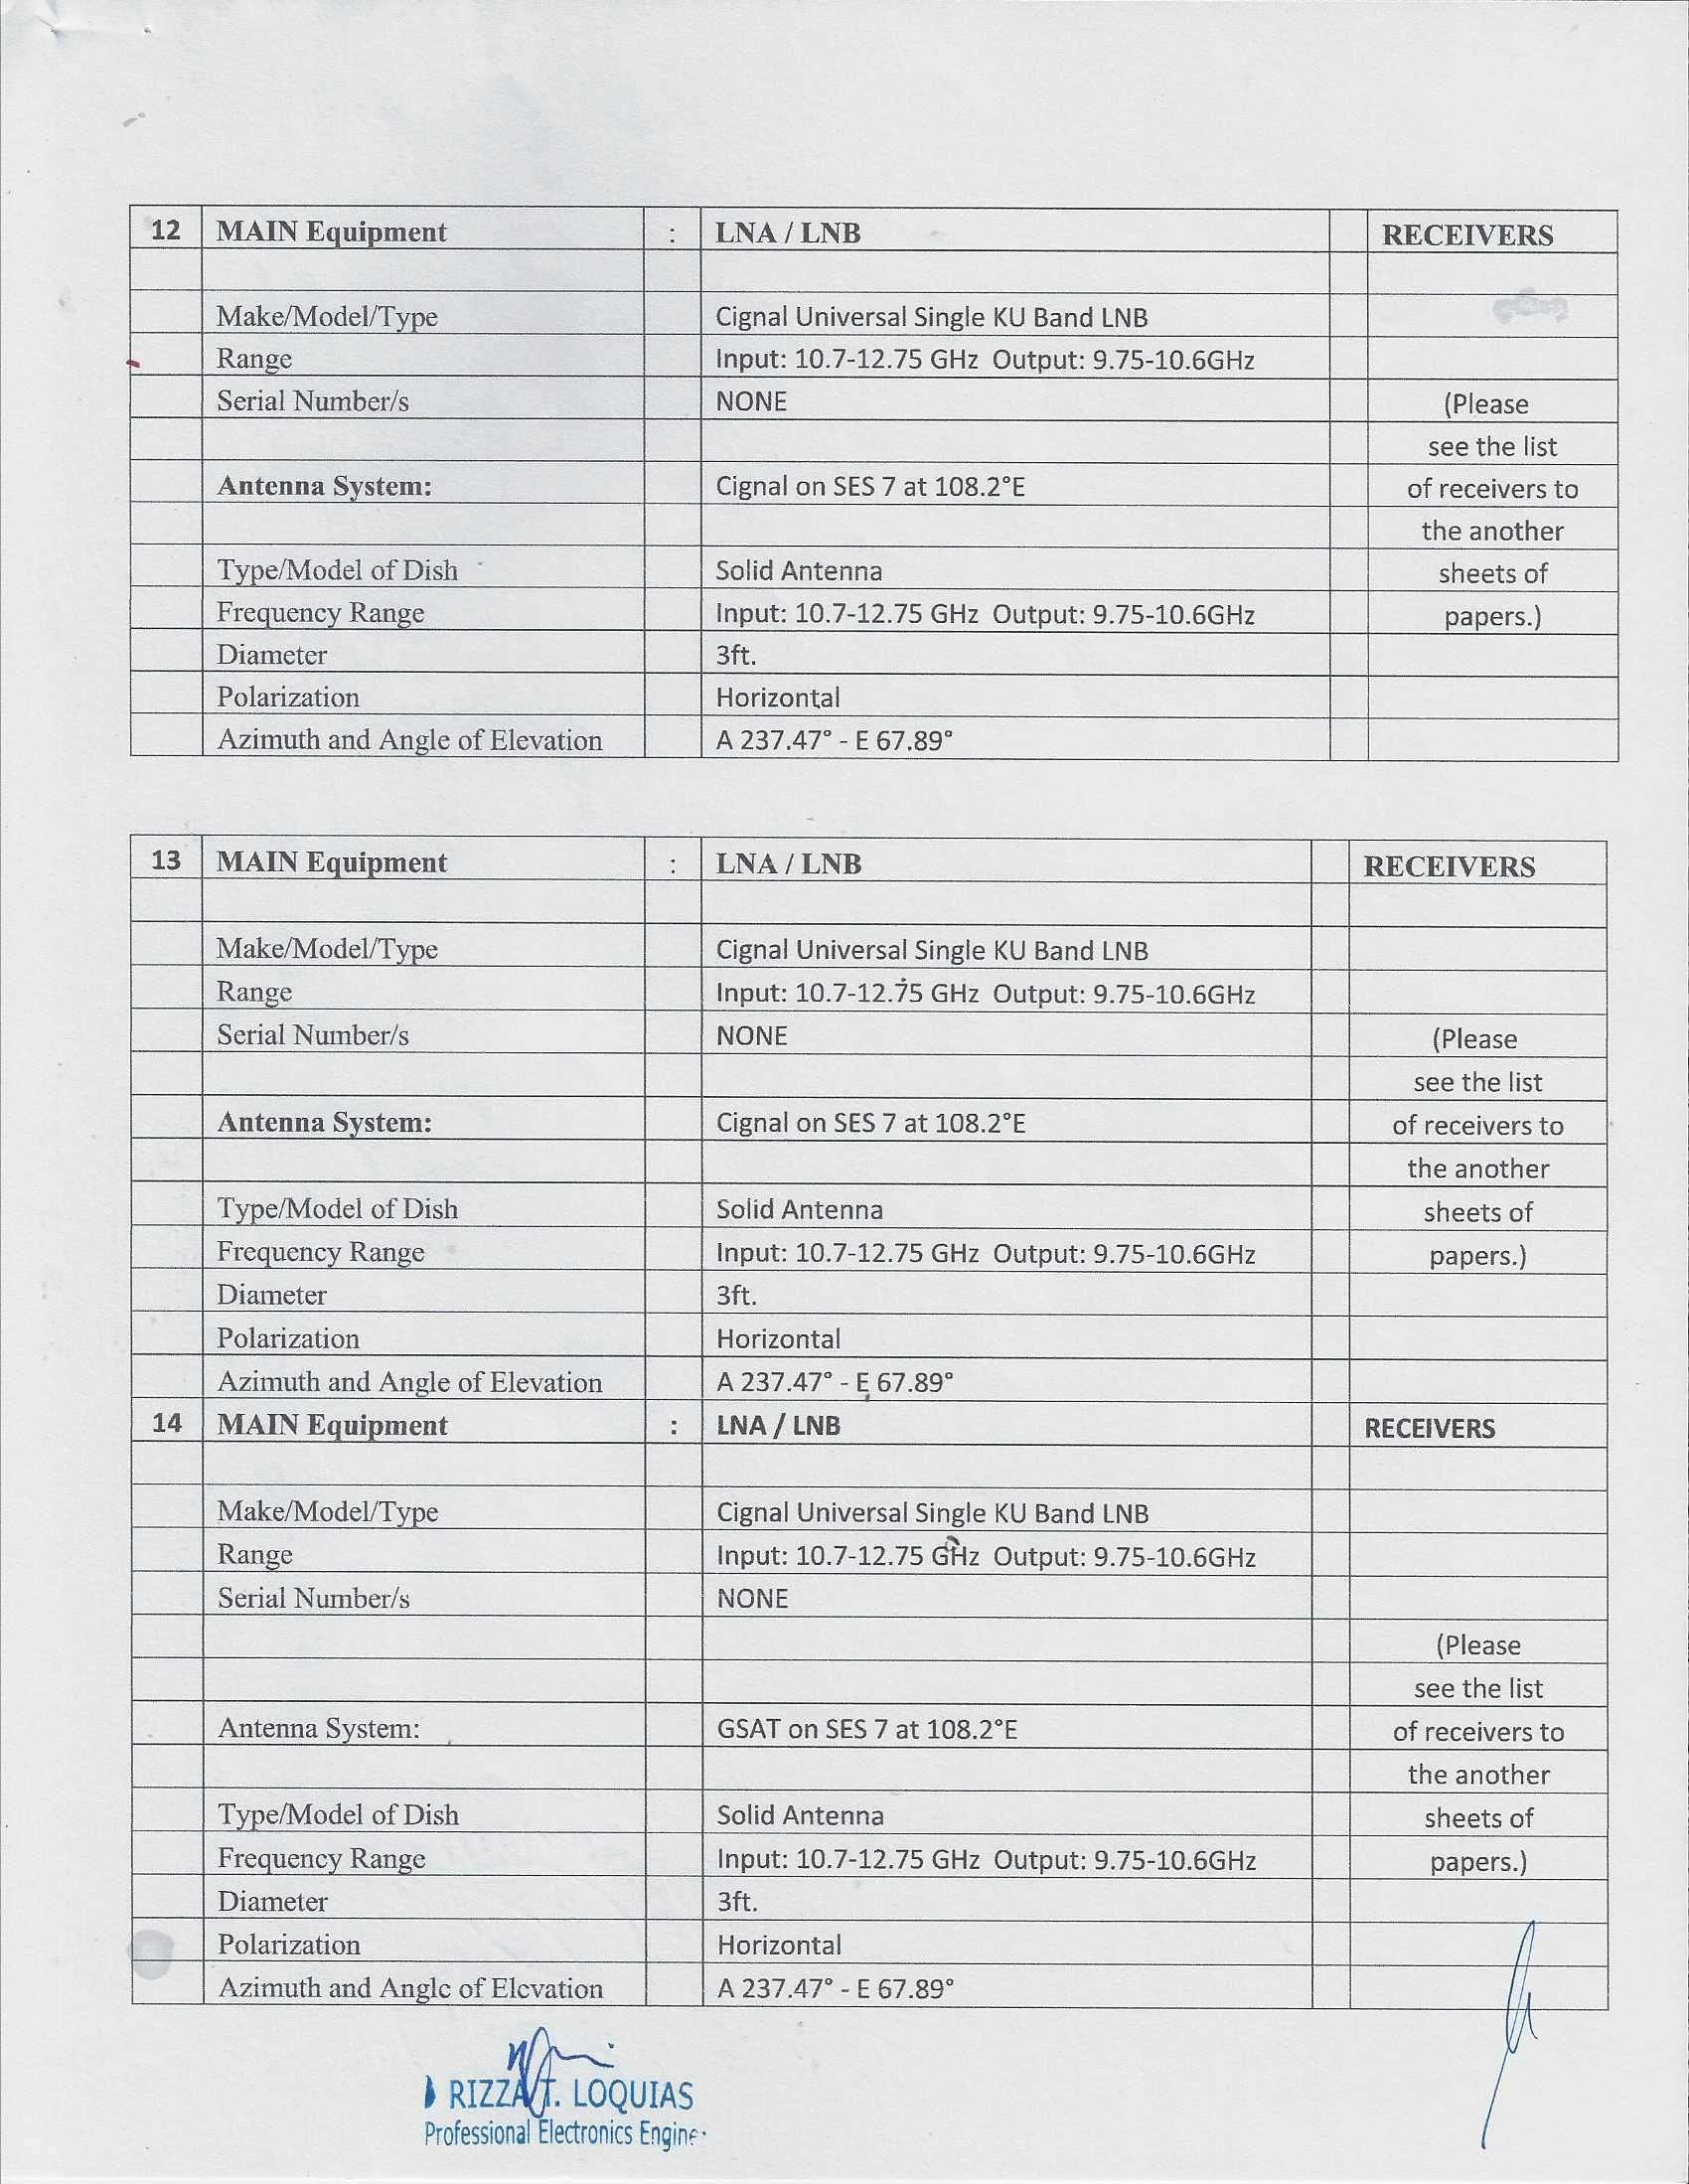 12 MAIN Equipment : LNA / LNB RECEIVERS
Make/Model/Type Cignal Universal Single KU Band LNB
Range Input: 10.7-12.75 GHz Output: 9.75-10.6GHz
Serial Number/s NONE (Please
see the list
Antenna System: Cignal on SES 7 at 108.2°E of receivers to
the another
Type/Model of Dish Solid Antenna sheets of
Frequency Range Input: 10.7-12.75 GHz Output: 9.75-10.6GHz papers.)
Diameter 3ft.
Polarization Horizontal
Azimuth and Angle of Elevation A 237.47° - E 67.89°
13 MAIN Equipment : LNA / LNB RECEIVERS
Make/Model/Type Cignal Universal Single KU Band LNB
Range Input: 10.7-12.75 GHz Output: 9.75-10.6GHz
Serial Number/s NONE (Please
see the list
Antenna System: Cignal on SES 7 at 108.2°E of receivers to
the another
Type/Model of Dish Solid Antenna sheets of
Frequency Range Input: 10.7-12.75 GHz Output: 9.75-10.6GHz papers.)
Diameter 3ft.
Polarization Horizontal
Azimuth and Angle of Elevation A 237.47° - E 67.89°
14 MAIN Equipment : LNA / LNB RECEIVERS
Make/Model/Type Cignal Universal Single KU Band LNB
Range Input: 10.7-12.75 GHz Output: 9.75-10.6GHz
Serial Number/s NONE
(Please
see the list
Antenna System: GSAT on SES 7 at 108.2°E of receivers to
the another
Type/Model of Dish Solid Antenna sheets of
Frequency Range Input: 10.7-12.75 GHz Output: 9.75-10.6GHz papers.)
Diameter 3ft.
Polarization Horizontal
Azimuth and Angle of Elevation A 237.47° - E 67.89°
RIZZA T. LOQUIAS
Professional Electronics Engine